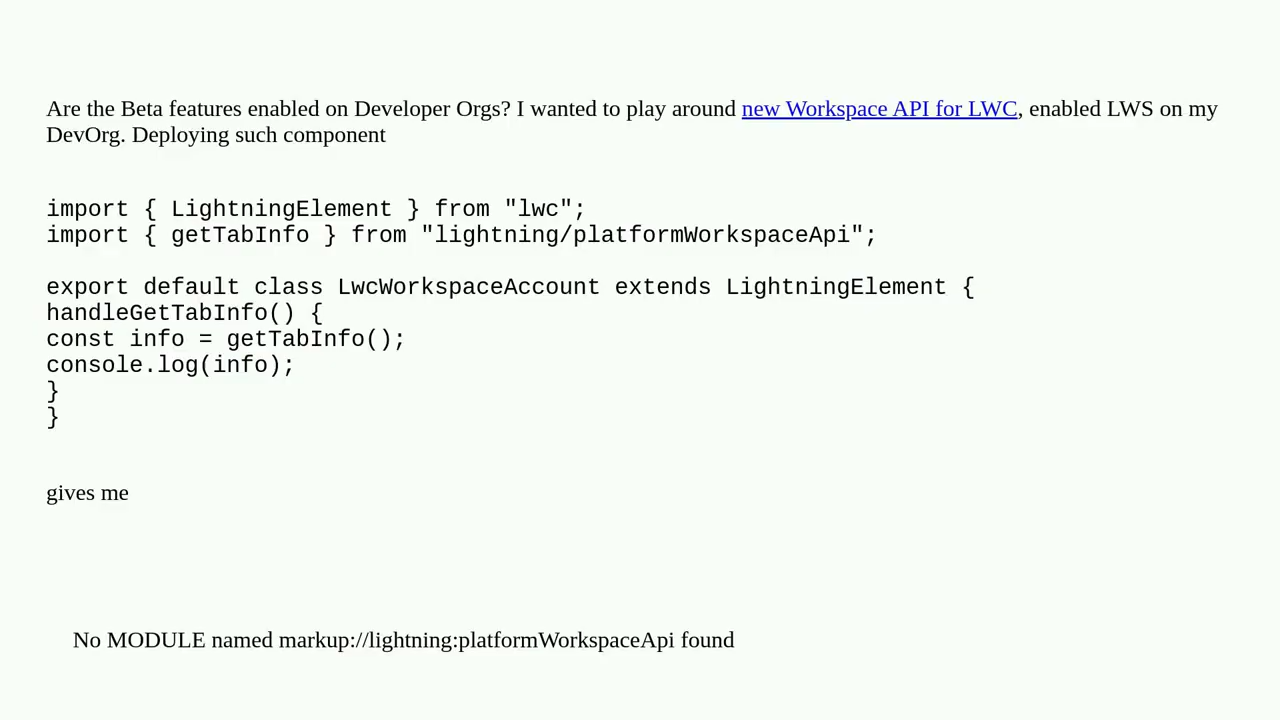 Are the Beta features enabled on Developer Orgs? I wanted to play around new Workspace API for LWC, enabled LWS on my
DevOrg. Deploying such component
import { LightningElement } from "lwc";
import { getTabInfo } from "lightning/platformWorkspaceApi";
export default class LwcWorkspaceAccount extends LightningElement {
handleGetTabInfo() {
const info = getTabInfo();
console.log(info);
}
}
gives me
No MODULE named markup://lightning:platformWorkspaceApi found